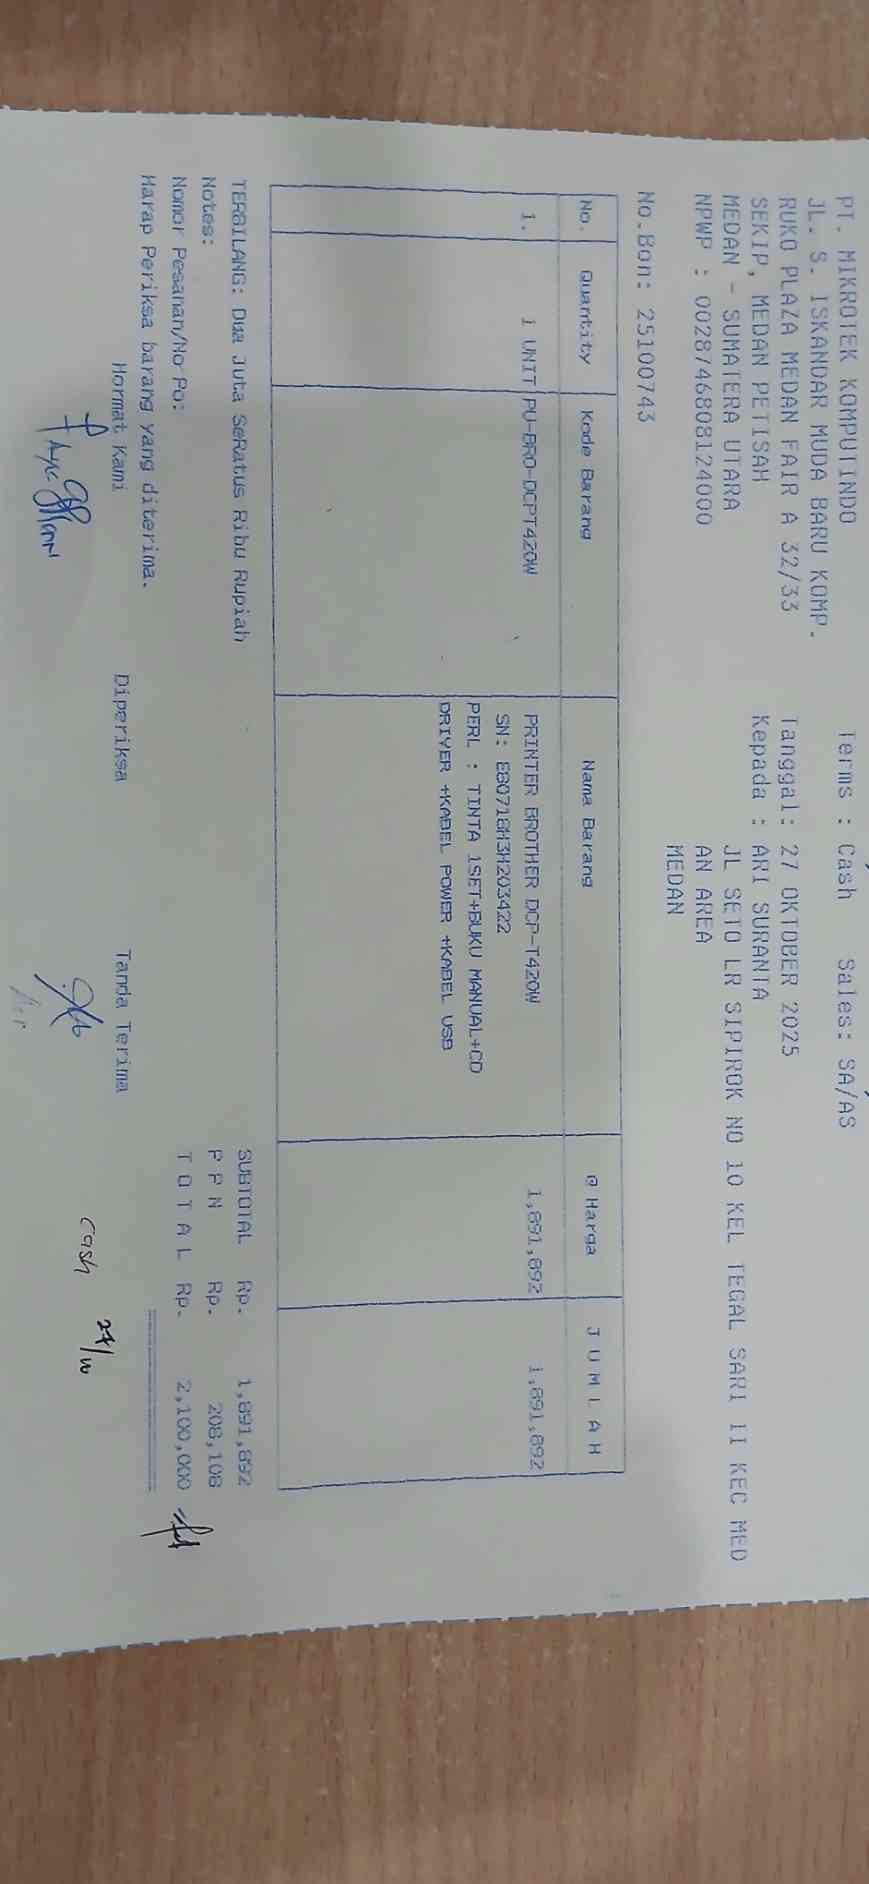 PT. MIKROTEK KOMPUTINDO
JL. S. ISKANDAR MUDA BARU KOMP.
RUKO PLAZA MEDAN FAIR A 32/33
SEKIP, MEDAN PETISAH
MEDAN - SUMATERA UTARA
NPWP : 0028746808124000
Terms : Cash Sales: SA/AS
Tanggal: 27 OKTOBER 2025
Kepada : ARI SURANTA
JL SETO LR SIPIROK NO 10 KEL TEGAL SARI II KEC MED
AN AREA
MEDAN
No.Bon: 25100743
No. Quantity Kode Barang Nama Barang @ Harga J U M L A H
1. 1 UNIT PU-BRO-DCPT420W PRINTER BROTHER DCP-T420W 1,891,892 1,891,892
SN: E80718H3H203422
PERL : TINTA 1SET+BUKU MANUAL+CD
DRIVER +KABEL POWER +KABEL USB
TERBILANG: Dua Juta SeRatus Ribu Rupiah
Notes:
Nomor Pesanan/No Po:
Harap Periksa barang yang diterima.
SUBTOTAL Rp. 1,891,892
P P N Rp. 208,108
T O T A L Rp. 2,100,000
Hormat Kami Diperiksa Tanda Terima
Cash
27/10